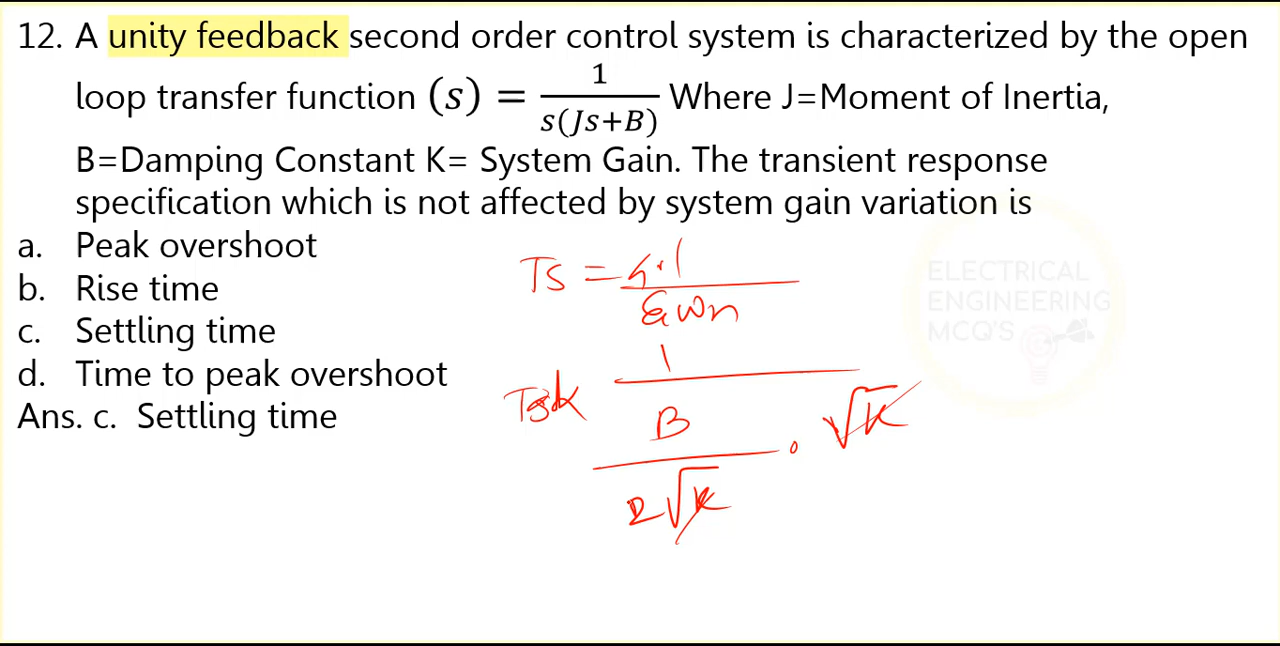 12. A unity feedback second order control system is characterized by the open
loop transfer function (s) = 1/s(Js+B) Where J=Moment of Inertia,
B=Damping Constant K= System Gain. The transient response
specification which is not affected by system gain variation is
a. Peak overshoot
b. Rise time
c. Settling time
d. Time to peak overshoot
Ans. c. Settling time
ELECTRICAL
ENGINEERING
MCQ'S
Ts =
ωn
1
B
. √K
2√K